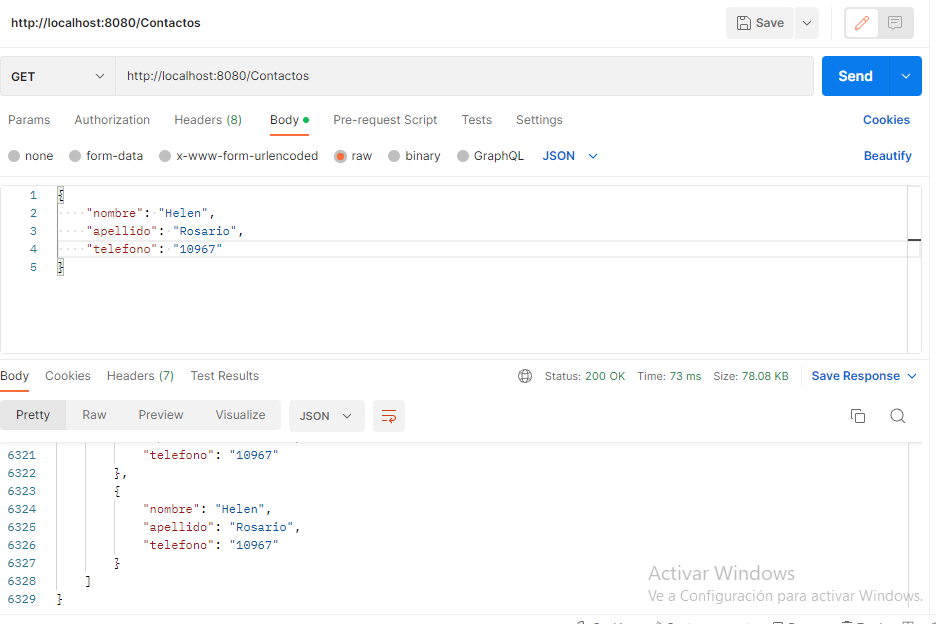 http://localhost:8080/Contactos
Save
GET
http://localhost:8080/Contactos
Send
Params Authorization Headers (8) Body Pre-request Script Tests Settings Cookies
none form-data x-www-form-urlencoded raw binary GraphQL JSON Beautify
1 {
2 "nombre": "Helen",
3 "apellido": "Rosario",
4 "telefono": "10967"
5 }
Body Cookies Headers (7) Test Results Status: 200 OK Time: 73 ms Size: 78.08 KB Save Response
Pretty Raw Preview Visualize JSON
6321 "telefono": "10967"
6322 },
6323 {
6324 "nombre": "Helen",
6325 "apellido": "Rosario",
6326 "telefono": "10967"
6327 }
6328 ]
6329 }
Activar Windows
Ve a Configuración para activar Windows.